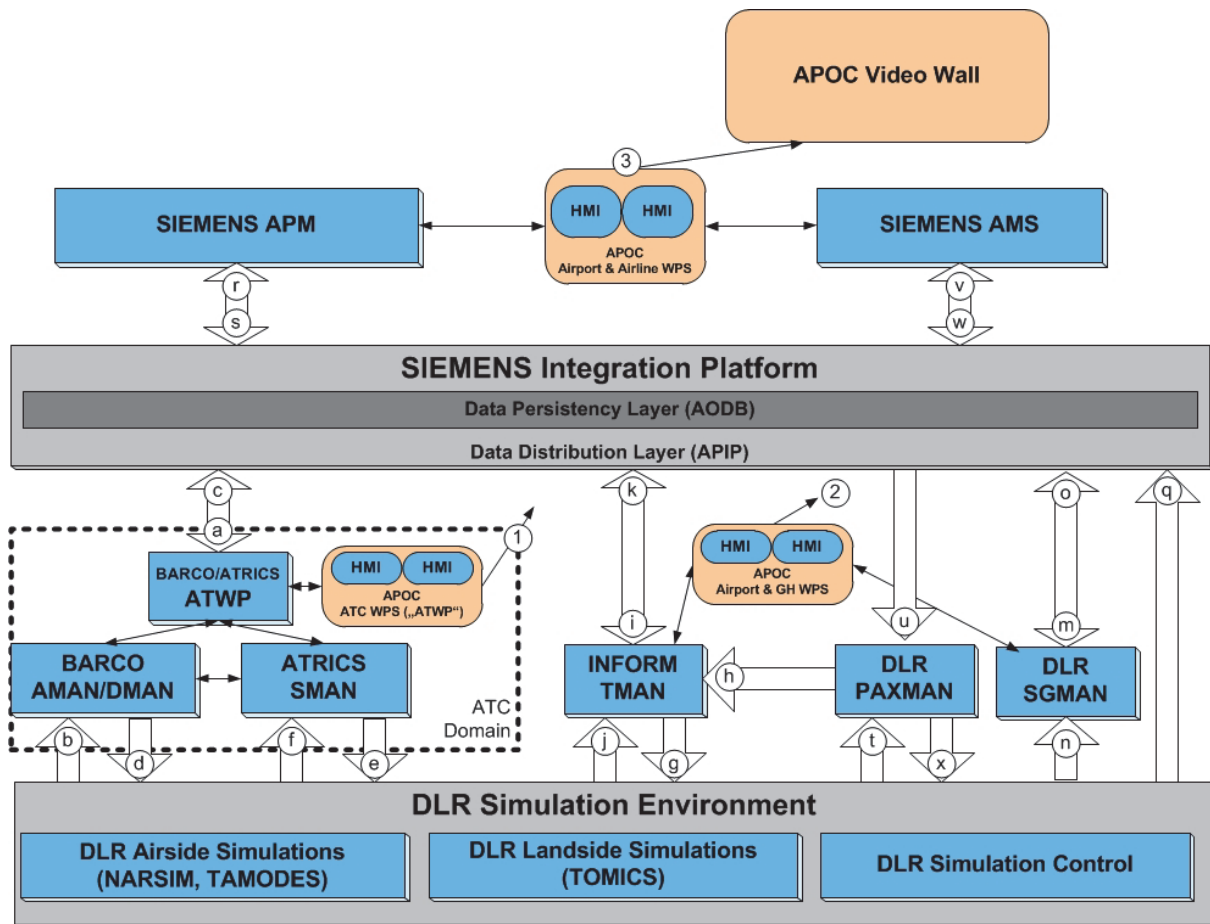 APOC Video Wall
3
HMI
HMI
APOC
Airport & Airline WPS
SIEMENS APM
SIEMENS AMS
r
s
v
w
SIEMENS Integration Platform
Data Persistency Layer (AODB)
Data Distribution Layer (APIP)
c
a
k
2
o
q
1
BARCO/ATRICS
ATWP
HMI
HMI
APOC
ATC WPS („ATWP“)
HMI
HMI
APOC
Airport & GH WPS
i
u
m
BARCO
AMAN/DMAN
ATRICS
SMAN
ATC
Domain
INFORM
TMAN
h
DLR
PAXMAN
DLR
SGMAN
b
d
f
e
j
g
t
x
n
DLR Simulation Environment
DLR Airside Simulations
(NARSIM, TAMODES)
DLR Landside Simulations
(TOMICS)
DLR Simulation Control